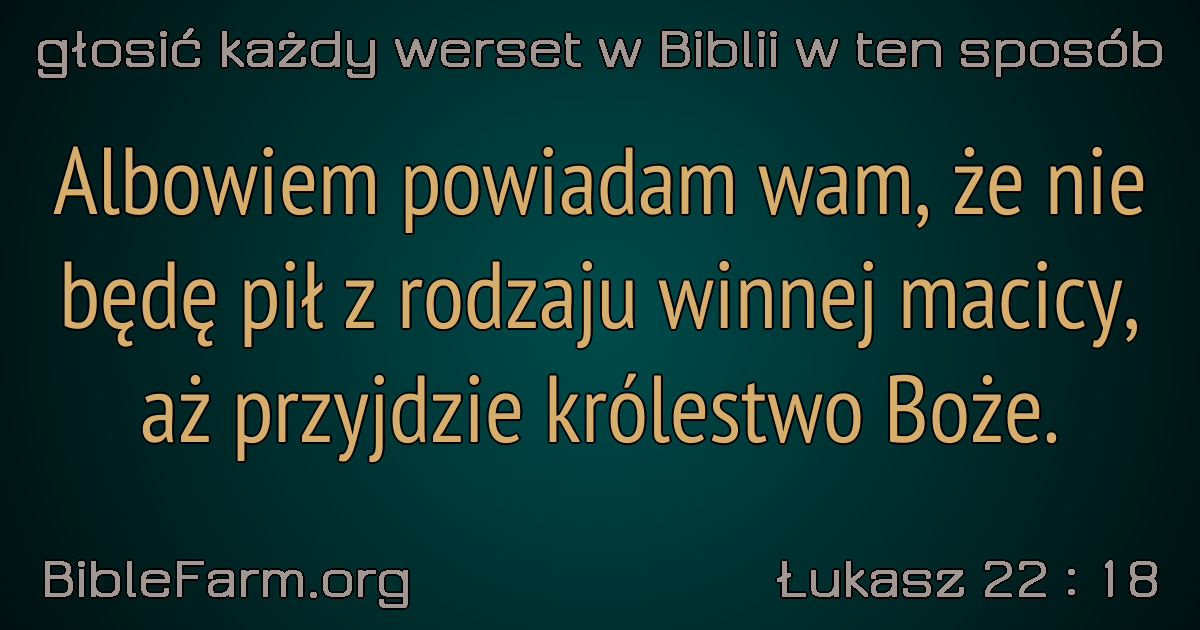 głosić każdy werset w Biblii w ten sposób
Albowiem powiadam wam, że nie
będę pił z rodzaju winnej macicy,
aż przyjdzie królestwo Boże.
BibleFarm.org
Łukasz 22 : 18